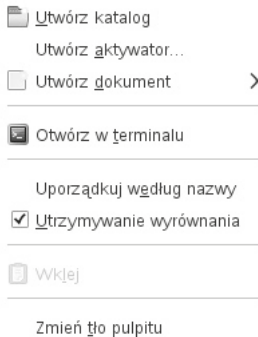 Utwórz katalog
Utwórz aktywator...
Utwórz dokument
Otwórz w terminalu
Uporządkuj według nazwy
Utrzymywanie wyrównania
Wklej
Zmień tło pulpitu